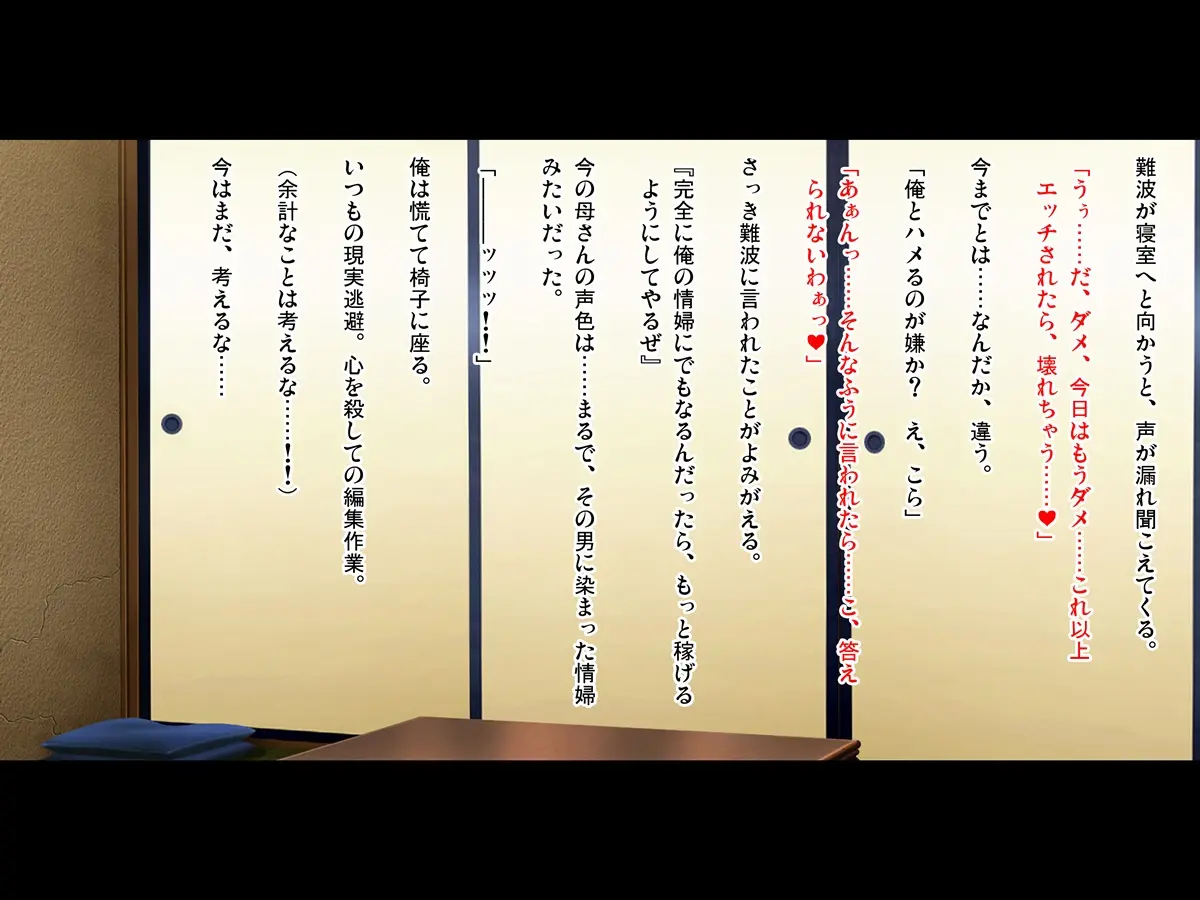 難波が寝室へと向かうと、声が漏れ聞こえてくる。
「うぅ……だ、ダメ、今日はもうダメ……これ以上
エッチされたら、壊れちゃう……♥」
今までとは……なんだか、違う。
「俺とハメるのが嫌か？　え、こら」
「あぁんっ……そんなふうに言われたら……こ、答え
られないわぁっ♥」
さっき難波に言われたことがよみがえる。
『完全に俺の情婦にでもなるんだったら、もっと稼げる
ようにしてやるぜ』
今の母さんの声色は……まるで、その男に染まった情婦
みたいだった。
「――ッッッ！！」
俺は慌てて椅子に座る。
いつもの現実逃避。心を殺しての編集作業。
（余計なことは考えるな……！！）
今はまだ、考えるな……